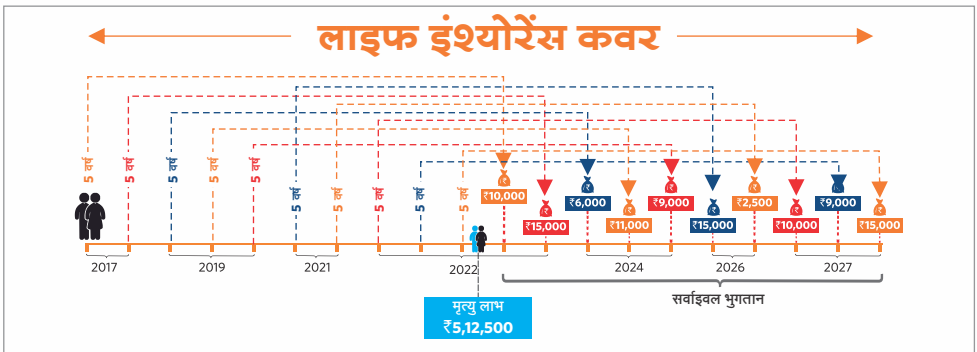 लाइफ इंश्योरेंस कवर
5 वर्ष
5 वर्ष
5 वर्ष
5 वर्ष
5 वर्ष
5 वर्ष
5 वर्ष
5 वर्ष
5 वर्ष
5 वर्ष
₹10,000
₹15,000
₹6,000
₹11,000
₹9,000
₹15,000
₹2,500
₹10,000
₹9,000
₹15,000
2017
2019
2021
2022
2024
2026
2027
सर्वाइवल भुगतान
मृत्यु लाभ
₹5,12,500